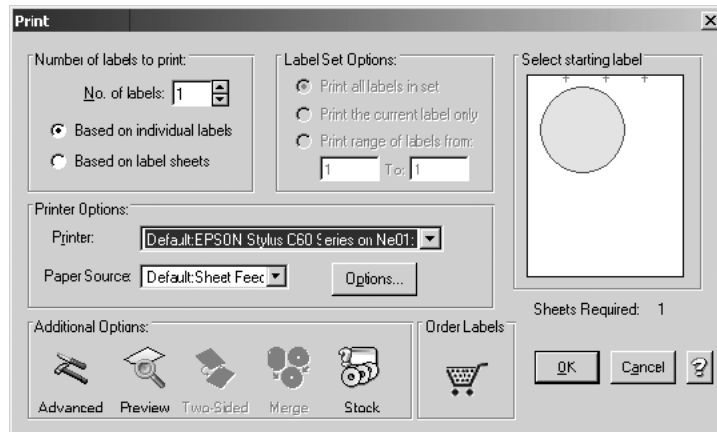 Print
Number of labels to print:
No. of labels: 1
Based on individual labels
Based on label sheets
Label Set Options:
Print all labels in set
Print the current label only
Print range of labels from:
1 To: 1
Select starting label
Printer Options:
Printer: Default:EPSON Stylus C60 Series on Ne01:
Paper Source: Default:Sheet Feec
Options...
Sheets Required: 1
Additional Options:
Advanced Preview Two-Sided Merge Stock
Order Labels
OK Cancel ?